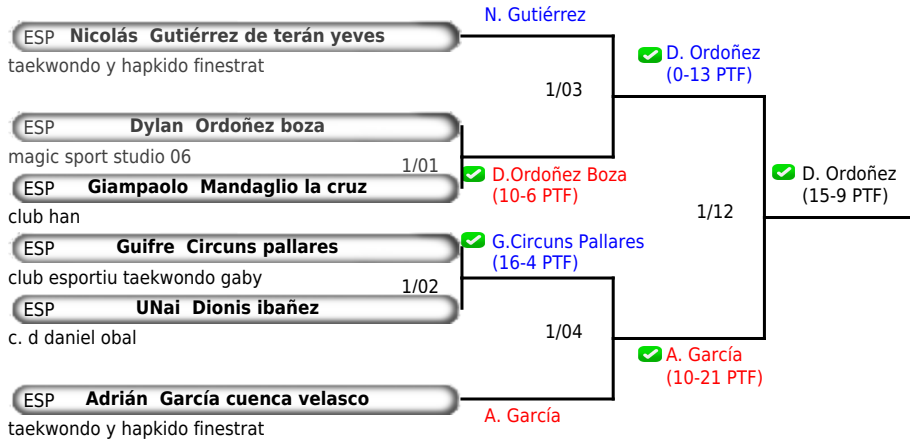 N. Gutiérrez
ESP Nicolás Gutiérrez de terán yeves
taekwondo y hapkido finestrat
D. Ordoñez
(0-13 PTF)
1/03
ESP Dylan Ordoñez boza
magic sport studio 06
1/01
D.Ordoñez Boza
(10-6 PTF)
ESP Giampaolo Mandaglio la cruz
club han
D. Ordoñez
(15-9 PTF)
1/12
ESP Guifre Circuns pallares
club esportiu taekwondo gaby
G.Circuns Pallares
(16-4 PTF)
1/02
ESP UNai Dionis ibañez
c. d daniel obal
1/04
A. García
(10-21 PTF)
ESP Adrián García cuenca velasco
taekwondo y hapkido finestrat
A. García